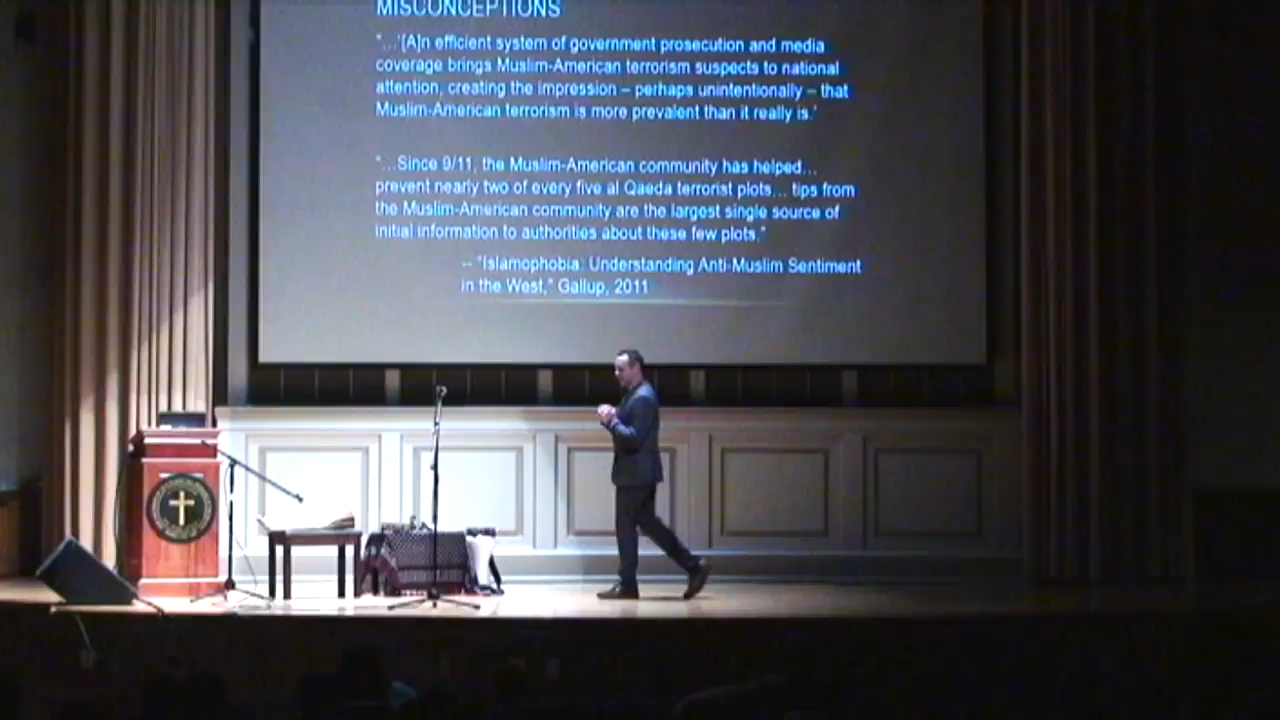 MISCONCEPTIONS
"...'[A]n efficient system of government prosecution and media
coverage brings Muslim-American terrorism suspects to national
attention, creating the impression – perhaps unintentionally – that
Muslim-American terrorism is more prevalent than it really is.'
"...Since 9/11, the Muslim-American community has helped...
prevent nearly two of every five al Qaeda terrorist plots... tips from
the Muslim-American community are the largest single source of
initial information to authorities about these few plots."
-- "Islamophobia: Understanding Anti-Muslim Sentiment
in the West," Gallup, 2011